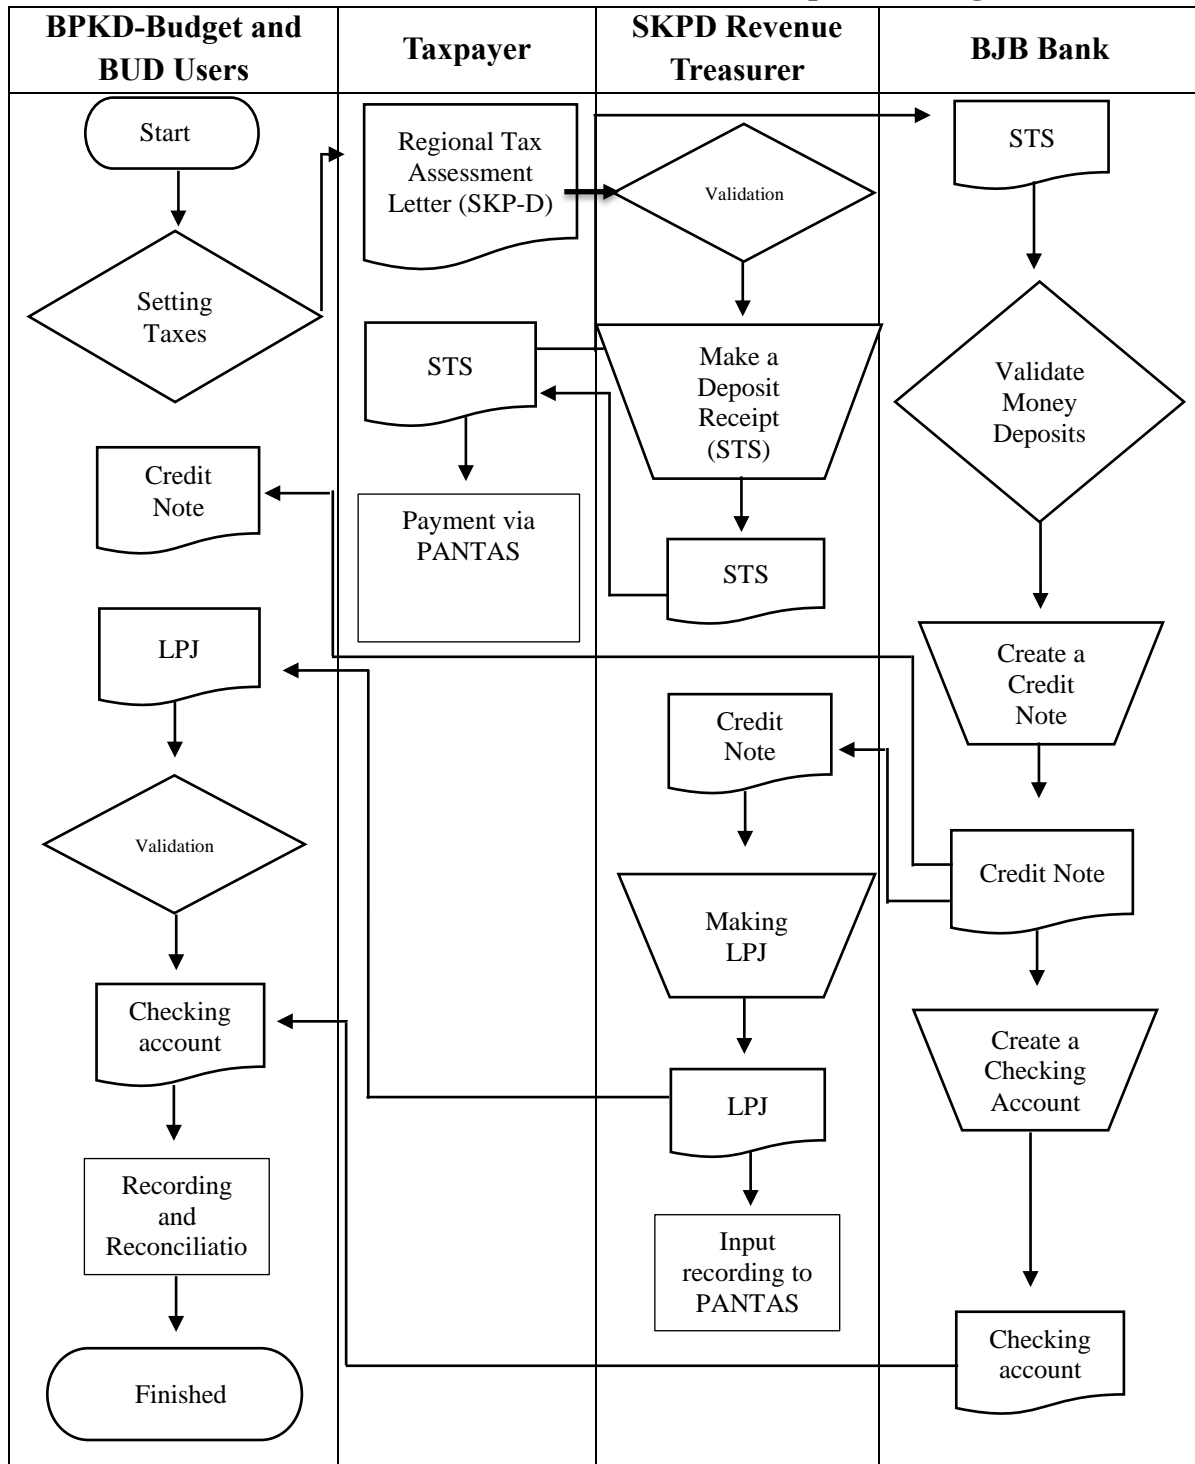 BPKD-Budget and
BUD Users
Taxpayer
SKPD Revenue
Treasurer
BJB Bank
Start
Setting
Taxes
Credit
Note
LPJ
Validation
Checking
account
Recording
and
Reconciliatio
Finished
Regional Tax
Assessment
Letter (SKP-D)
STS
Payment via
PANTAS
Validation
Make a
Deposit
Receipt
(STS)
STS
Credit
Note
Making
LPJ
LPJ
Input
recording to
PANTAS
STS
Validate
Money
Deposits
Create a
Credit
Note
Credit Note
Create a
Checking
Account
Checking
account